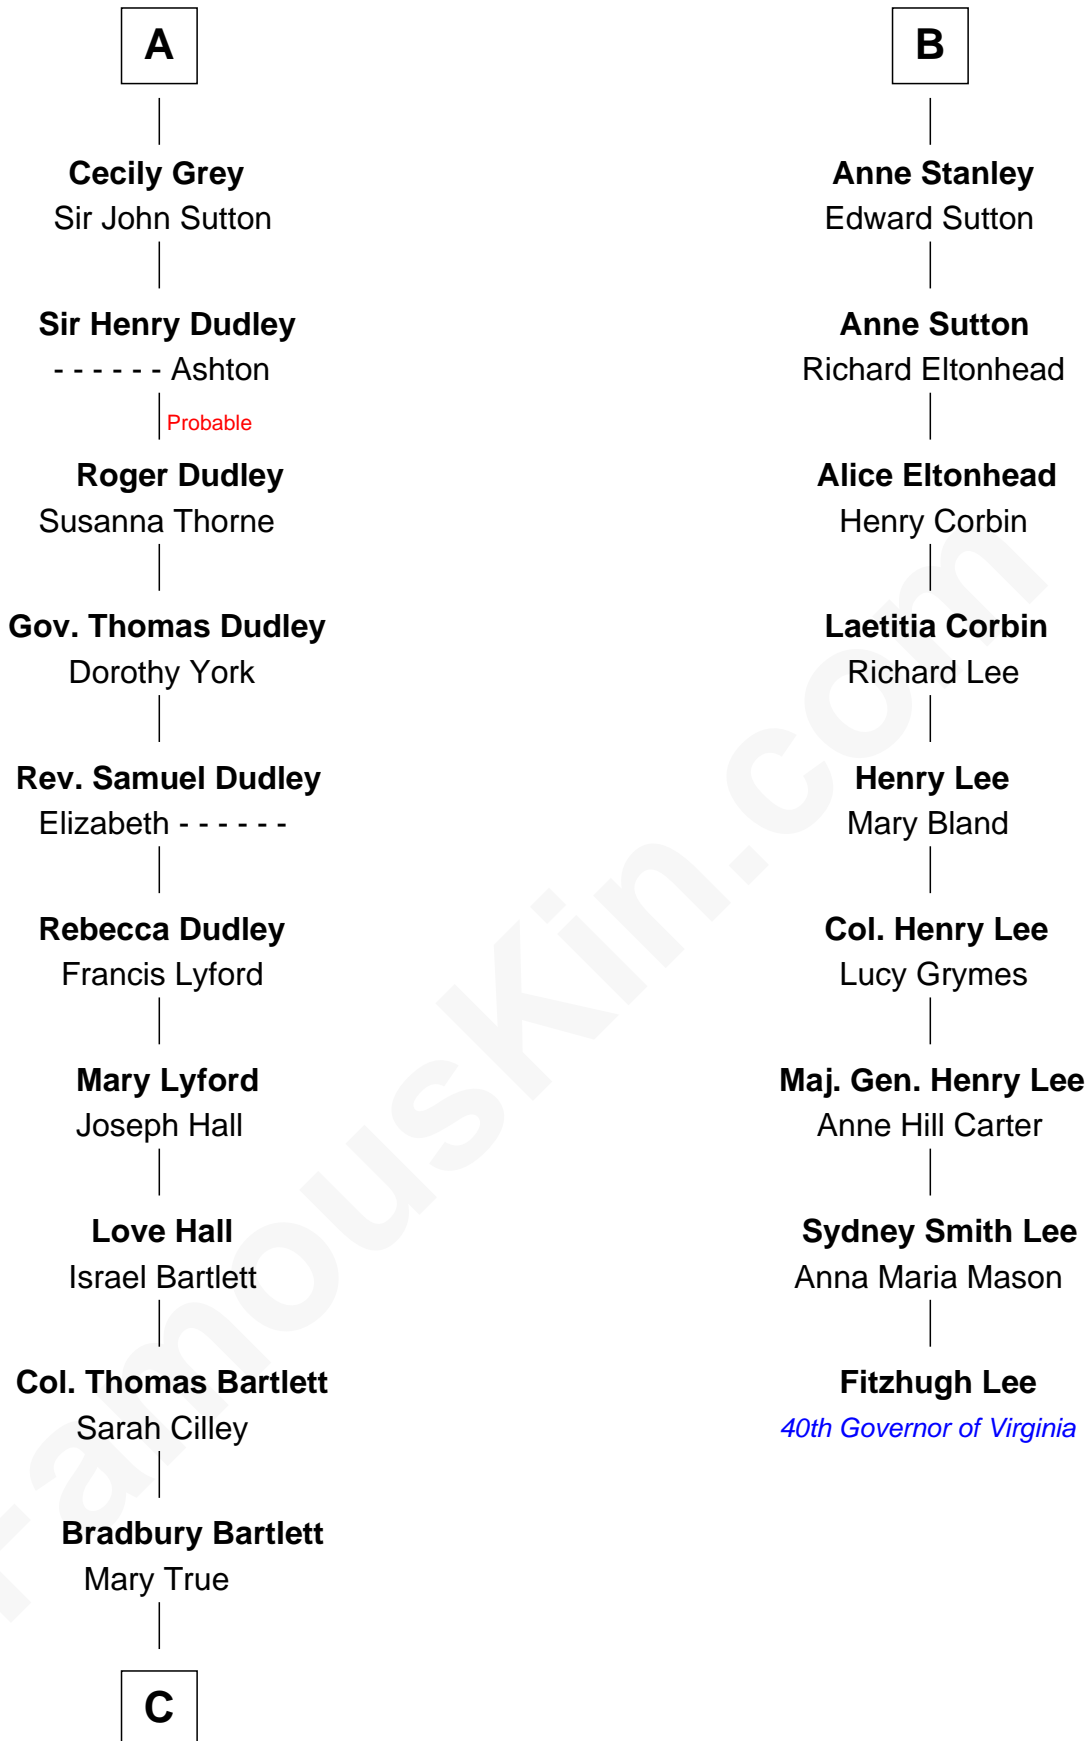 A
Cecily Grey
Sir John Sutton
Sir Henry Dudley
- - - - - - Ashton
Probable
Roger Dudley
Susanna Thorne
Gov. Thomas Dudley
Dorothy York
Rev. Samuel Dudley
Elizabeth - - - - - -
Rebecca Dudley
Francis Lyford
Mary Lyford
Joseph Hall
Love Hall
Israel Bartlett
Col. Thomas Bartlett
Sarah Cilley
Bradbury Bartlett
Mary True
C
B
Anne Stanley
Edward Sutton
Anne Sutton
Richard Eltonhead
Alice Eltonhead
Henry Corbin
Laetitia Corbin
Richard Lee
Henry Lee
Mary Bland
Col. Henry Lee
Lucy Grymes
Maj. Gen. Henry Lee
Anne Hill Carter
Sydney Smith Lee
Anna Maria Mason
Fitzhugh Lee
40th Governor of Virginia
FamousKin.com